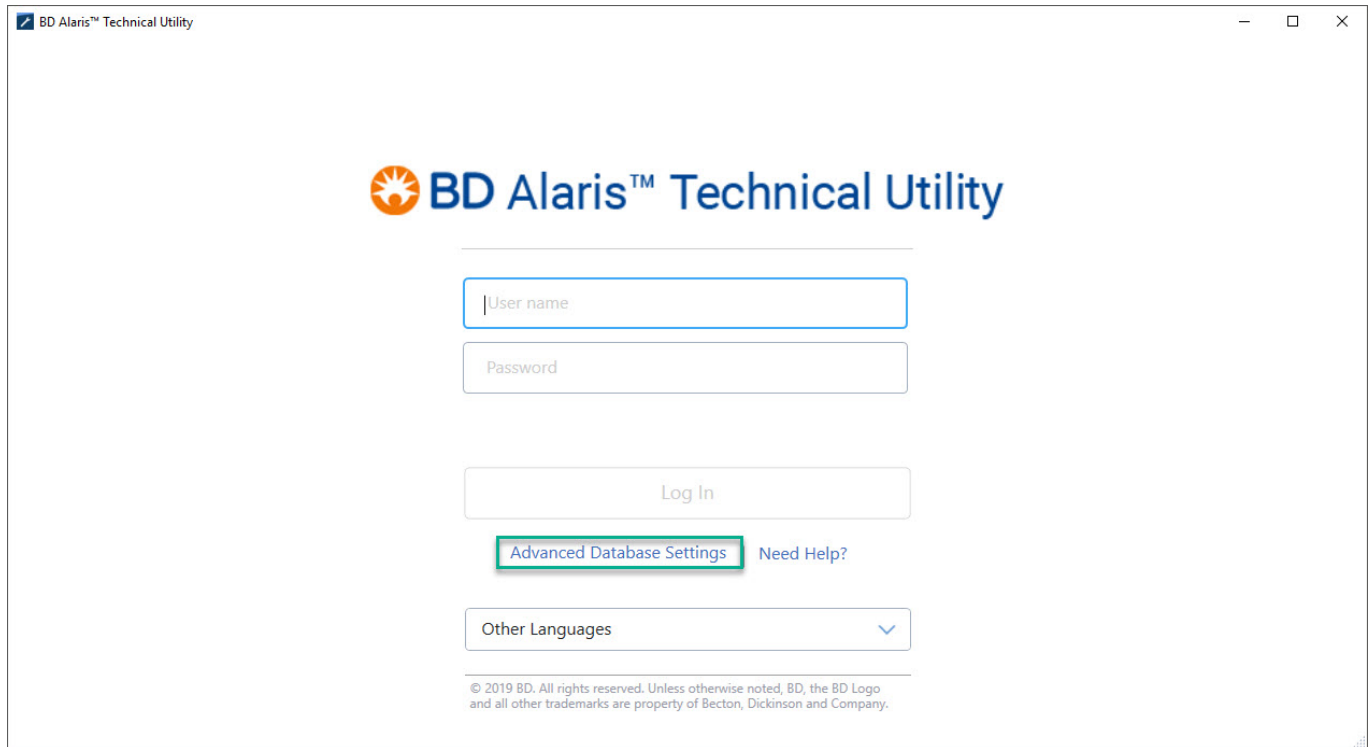 BD Alaris™ Technical Utility
BD Alaris™ Technical Utility
User name
Password
Log In
Advanced Database Settings Need Help?
Other Languages
© 2019 BD. All rights reserved. Unless otherwise noted, BD, the BD Logo
and all other trademarks are property of Becton, Dickinson and Company.